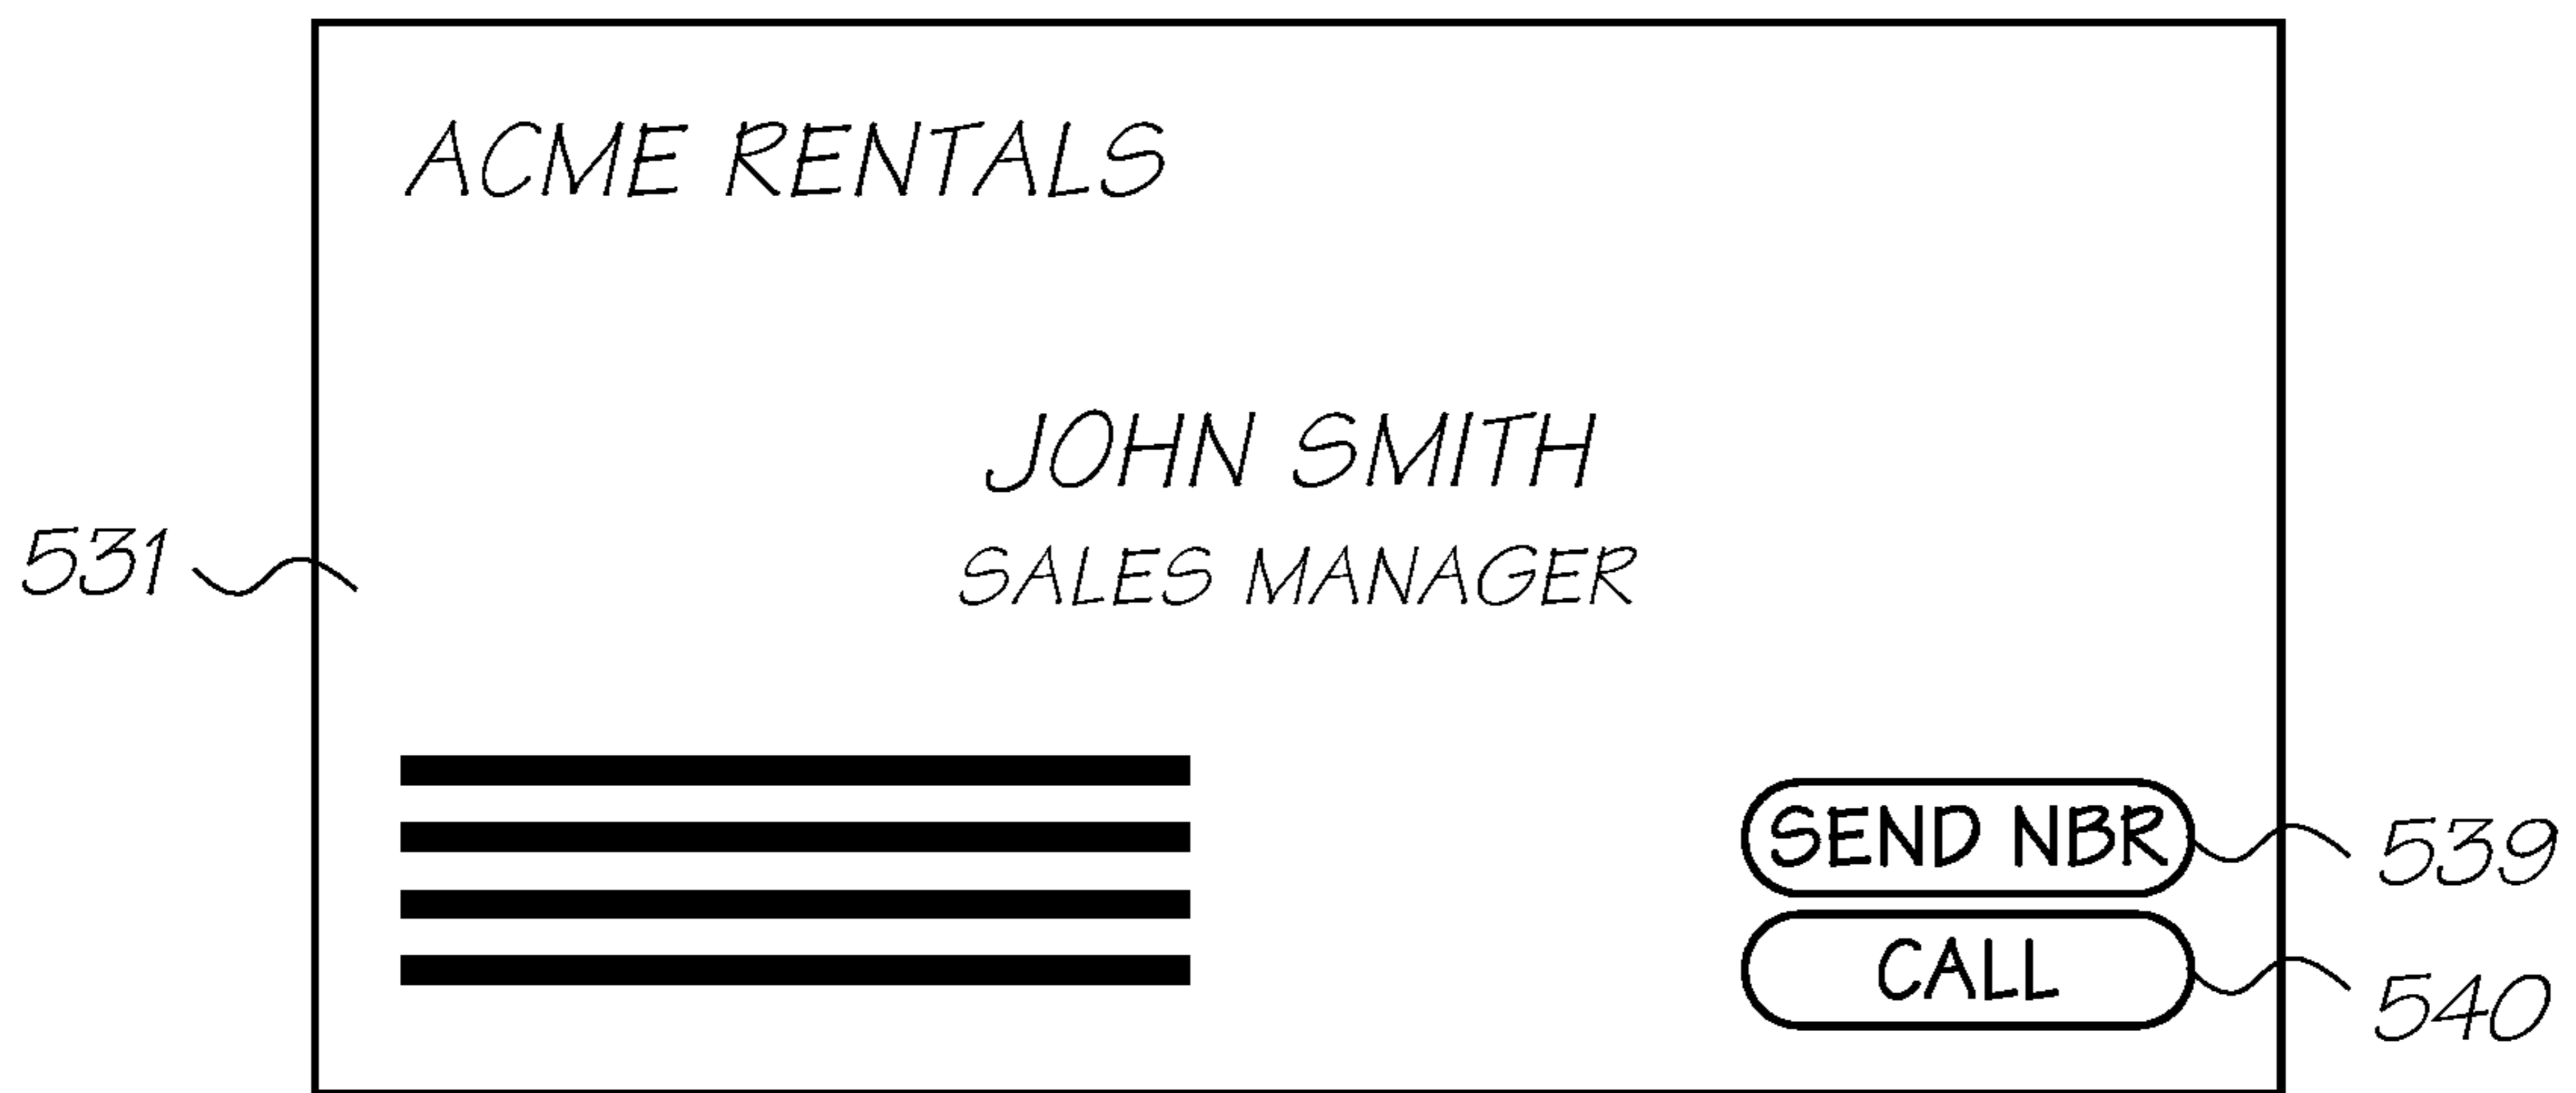 ACME RENTALS
JOHN SMITH
SALES MANAGER
531
SEND NBR
539
CALL
540